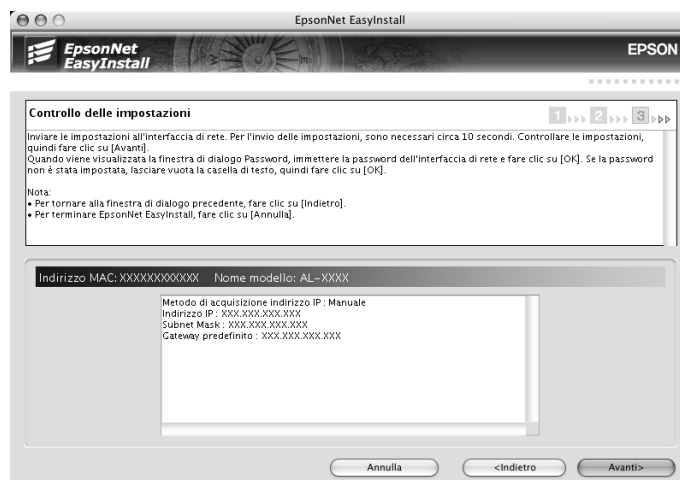 EpsonNet EasyInstall
EpsonNet
EasyInstall
EPSON
Controllo delle impostazioni
1 2 3
Inviare le impostazioni all'interfaccia di rete. Per l'invio delle impostazioni, sono necessari circa 10 secondi. Controllare le impostazioni,
quindi fare clic su [Avanti].
Quando viene visualizzata la finestra di dialogo Password, immettere la password dell'interfaccia di rete e fare clic su [OK]. Se la password
non è stata impostata, lasciare vuota la casella di testo, quindi fare clic su [OK].
Nota:
• Per tornare alla finestra di dialogo precedente, fare clic su [Indietro].
• Per terminare EpsonNet EasyInstall, fare clic su [Annulla].
Indirizzo MAC: XXXXXXXXXXXX Nome modello: AL-XXXX
Metodo di acquisizione indirizzo IP : Manuale
Indirizzo IP : XXX.XXX.XXX.XXX
Subnet Mask : XXX.XXX.XXX.XXX
Gateway predefinito : XXX.XXX.XXX.XXX
Annulla <Indietro Avanti>